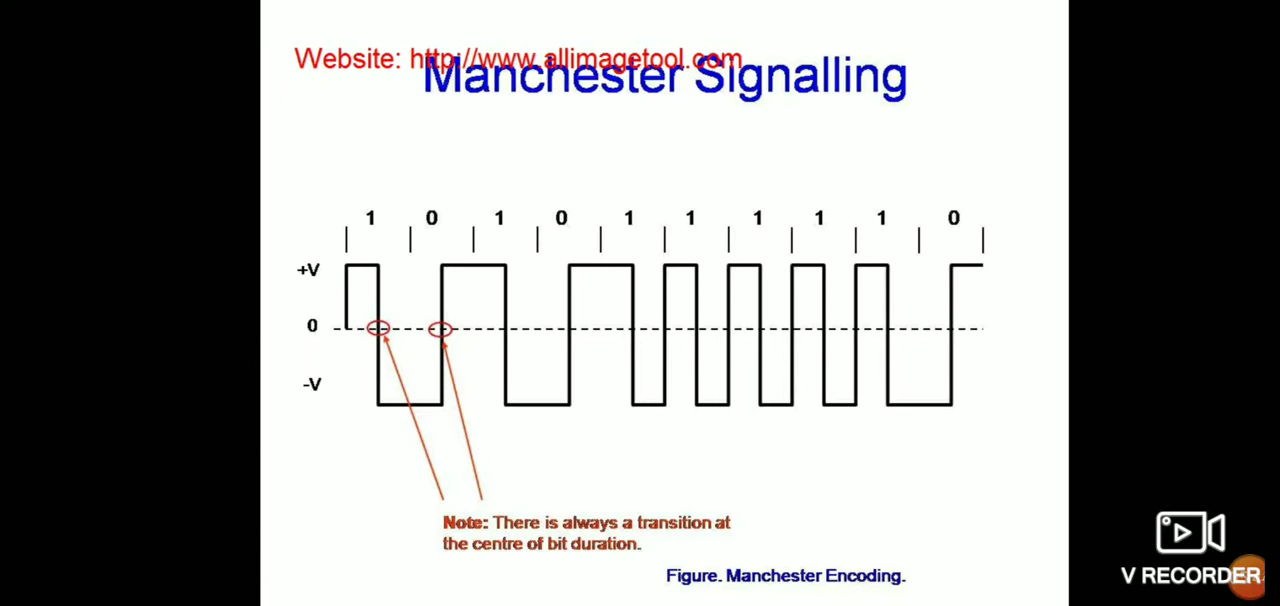 Website: http://www.allimagetool.com
Manchester Signalling
1 0 1 0 1 1 1 1 1 0
+V
0
-V
Note: There is always a transition at
the centre of bit duration.
Figure. Manchester Encoding.
V RECORDER